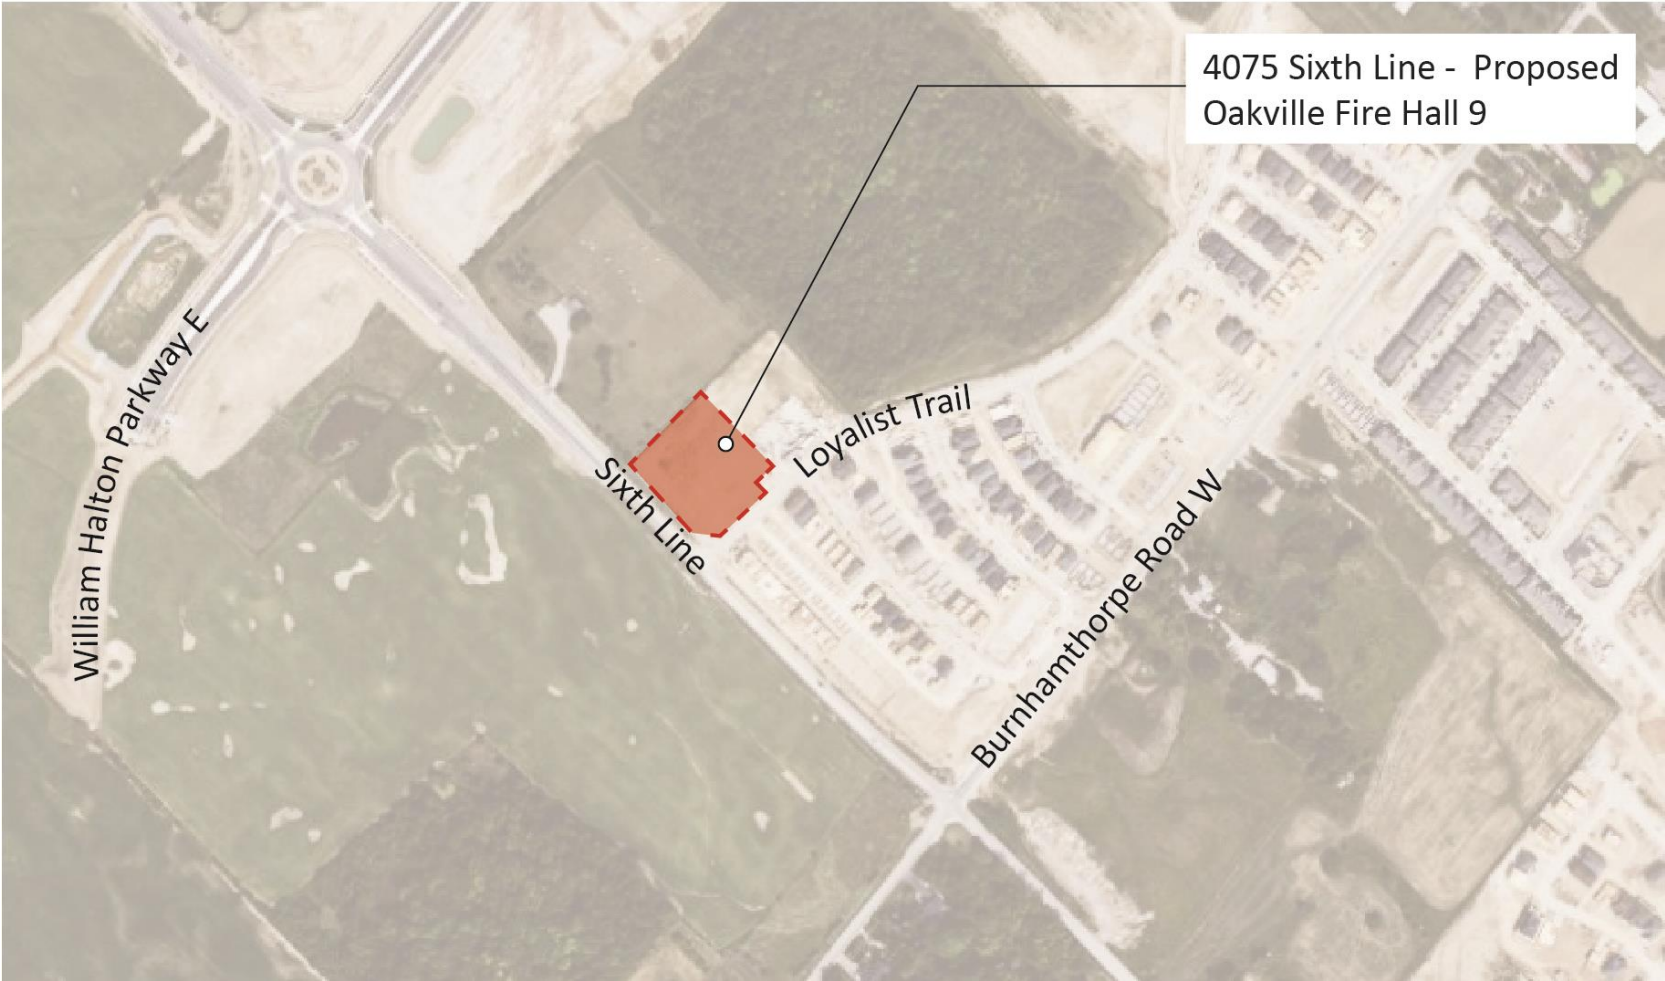 4075 Sixth Line - Proposed
Oakville Fire Hall 9
William Halton Parkway E
Loyalist Trail
Sixth Line
Burnhamthorpe Road W